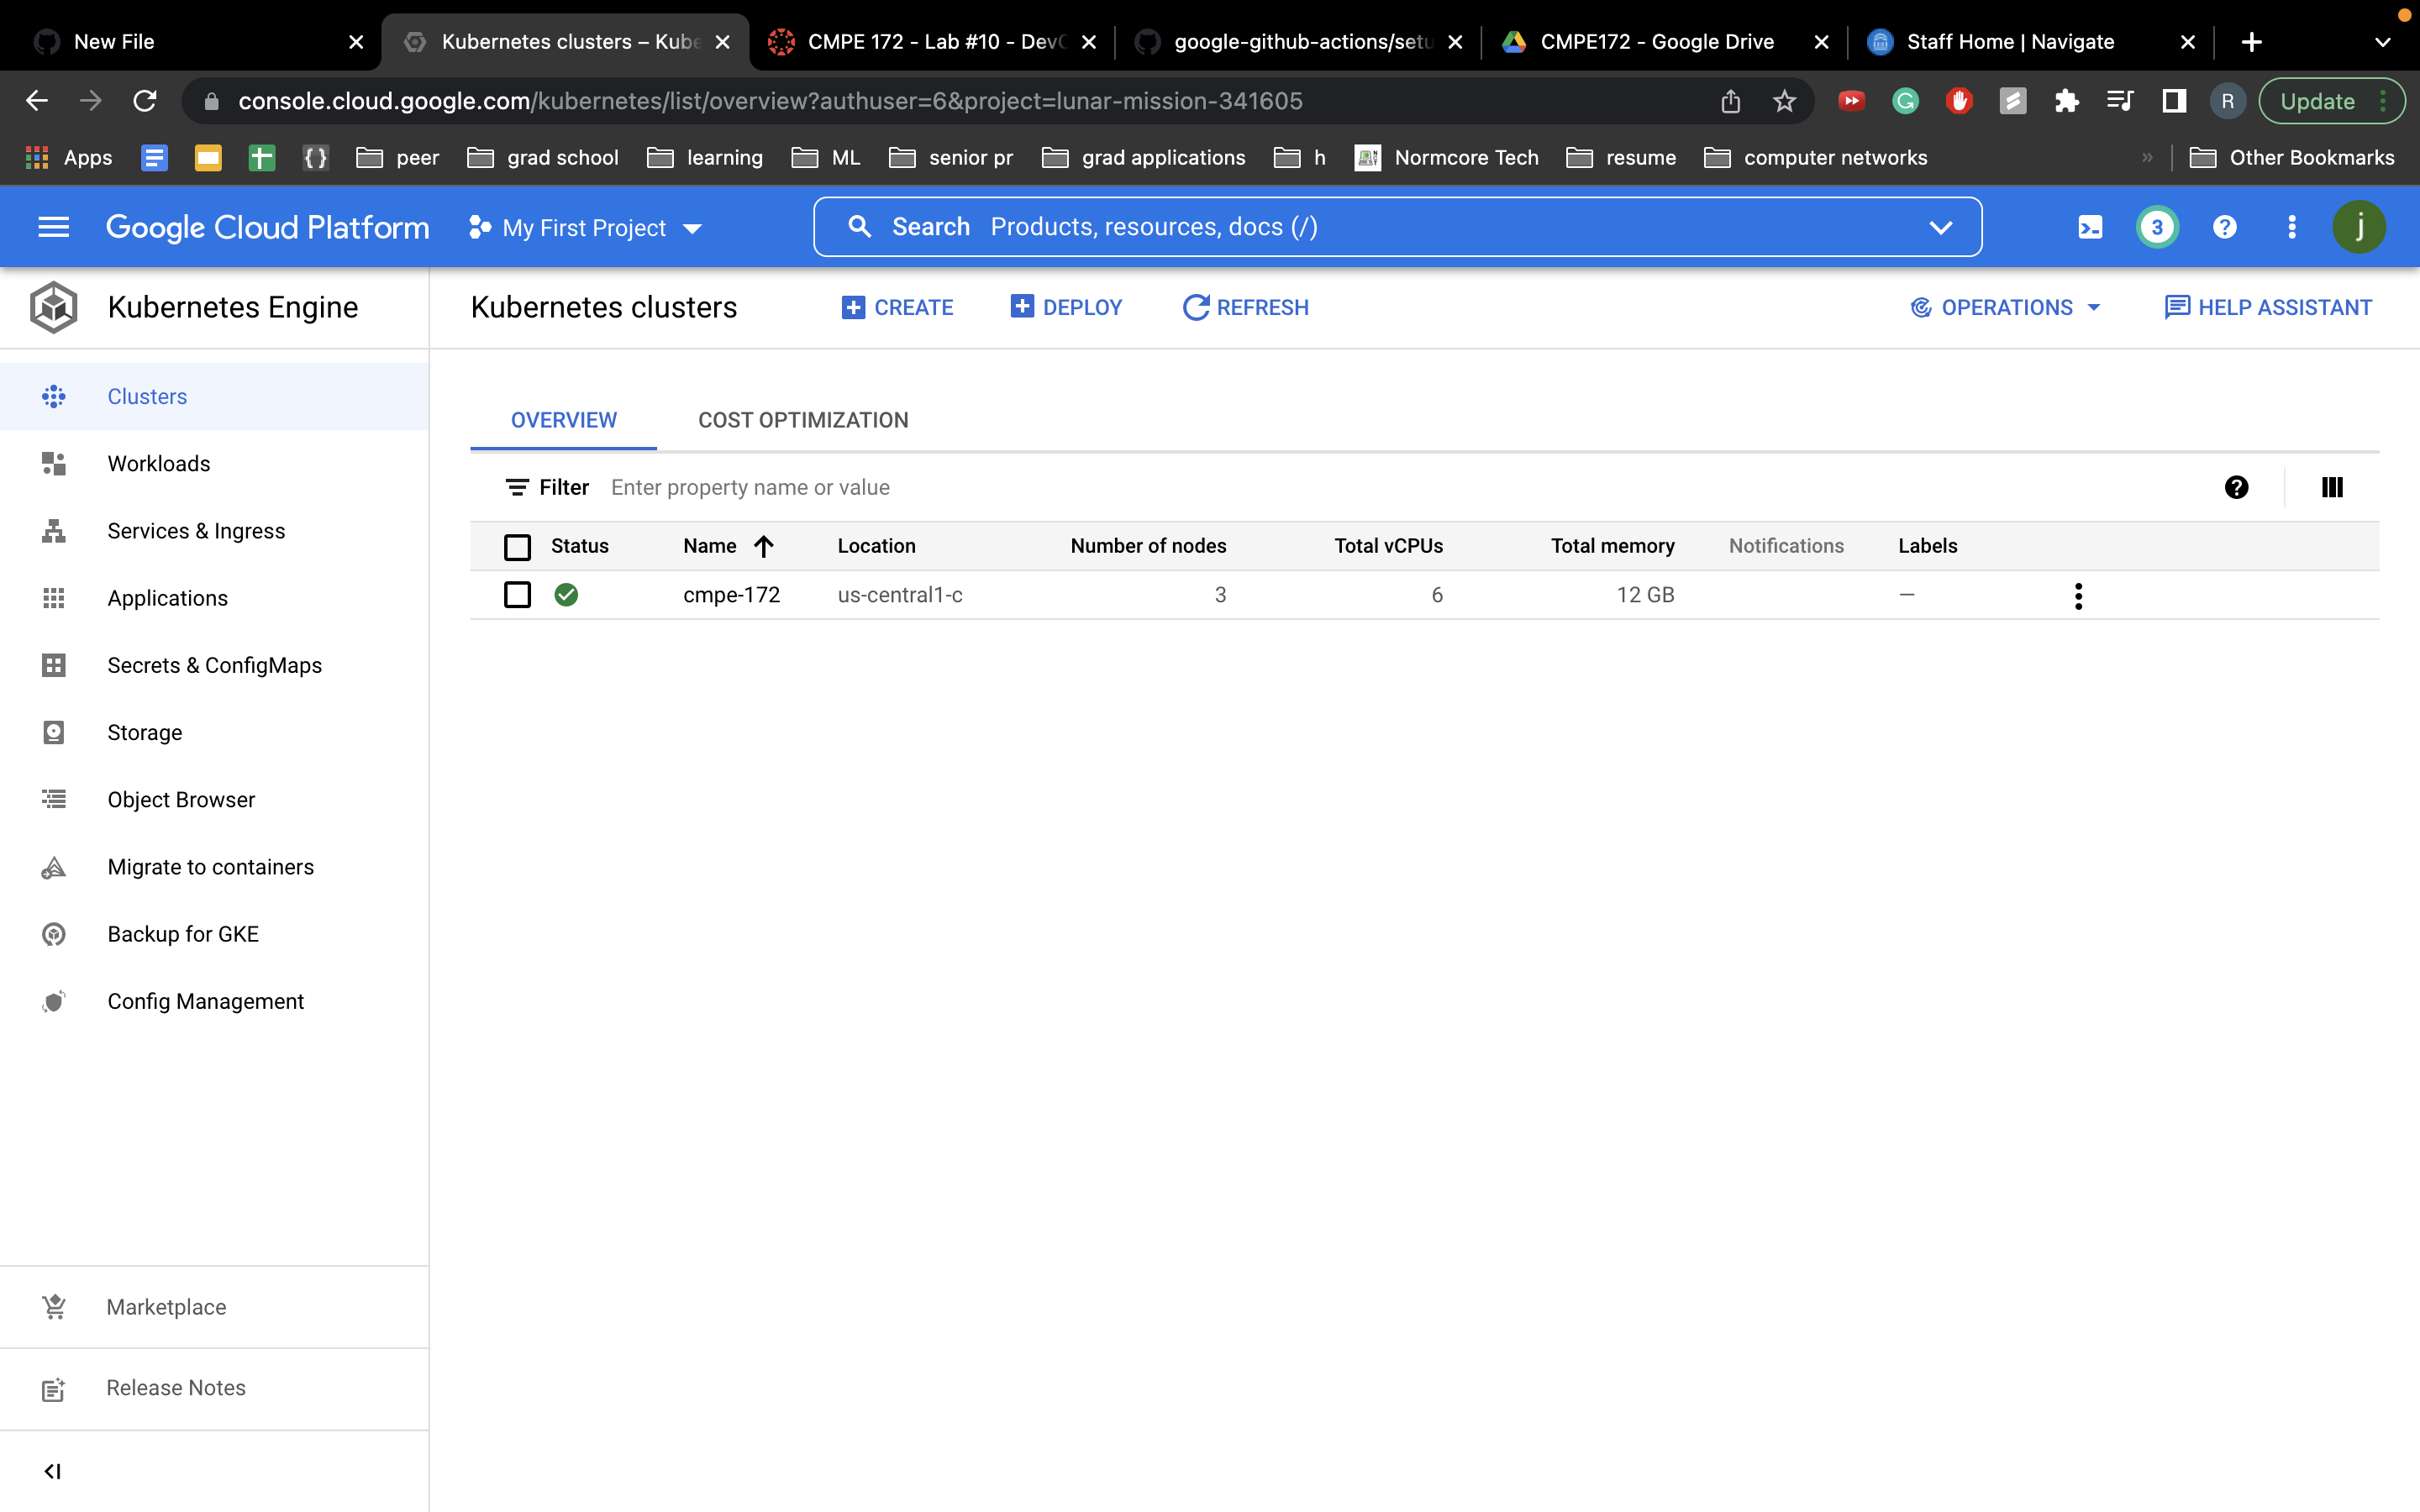 New File
Kubernetes clusters – Kube
CMPE 172 - Lab #10 - Dev
google-github-actions/setu
CMPE172 - Google Drive
Staff Home | Navigate
console.cloud.google.com/kubernetes/list/overview?authuser=6&project=lunar-mission-341605
R
Update
Apps
peer
grad school
learning
ML
senior pr
grad applications
h
Normcore Tech
resume
computer networks
»
Other Bookmarks
Google Cloud Platform
My First Project
Search Products, resources, docs (/)
3
j
Kubernetes Engine
Kubernetes clusters
CREATE
DEPLOY
REFRESH
OPERATIONS
HELP ASSISTANT
Clusters
Workloads
Services & Ingress
Applications
Secrets & ConfigMaps
Storage
Object Browser
Migrate to containers
Backup for GKE
Config Management
Marketplace
Release Notes
OVERVIEW
COST OPTIMIZATION
Filter Enter property name or value
Status Name Location Number of nodes Total vCPUs Total memory Notifications Labels
cmpe-172 us-central1-c 3 6 12 GB —